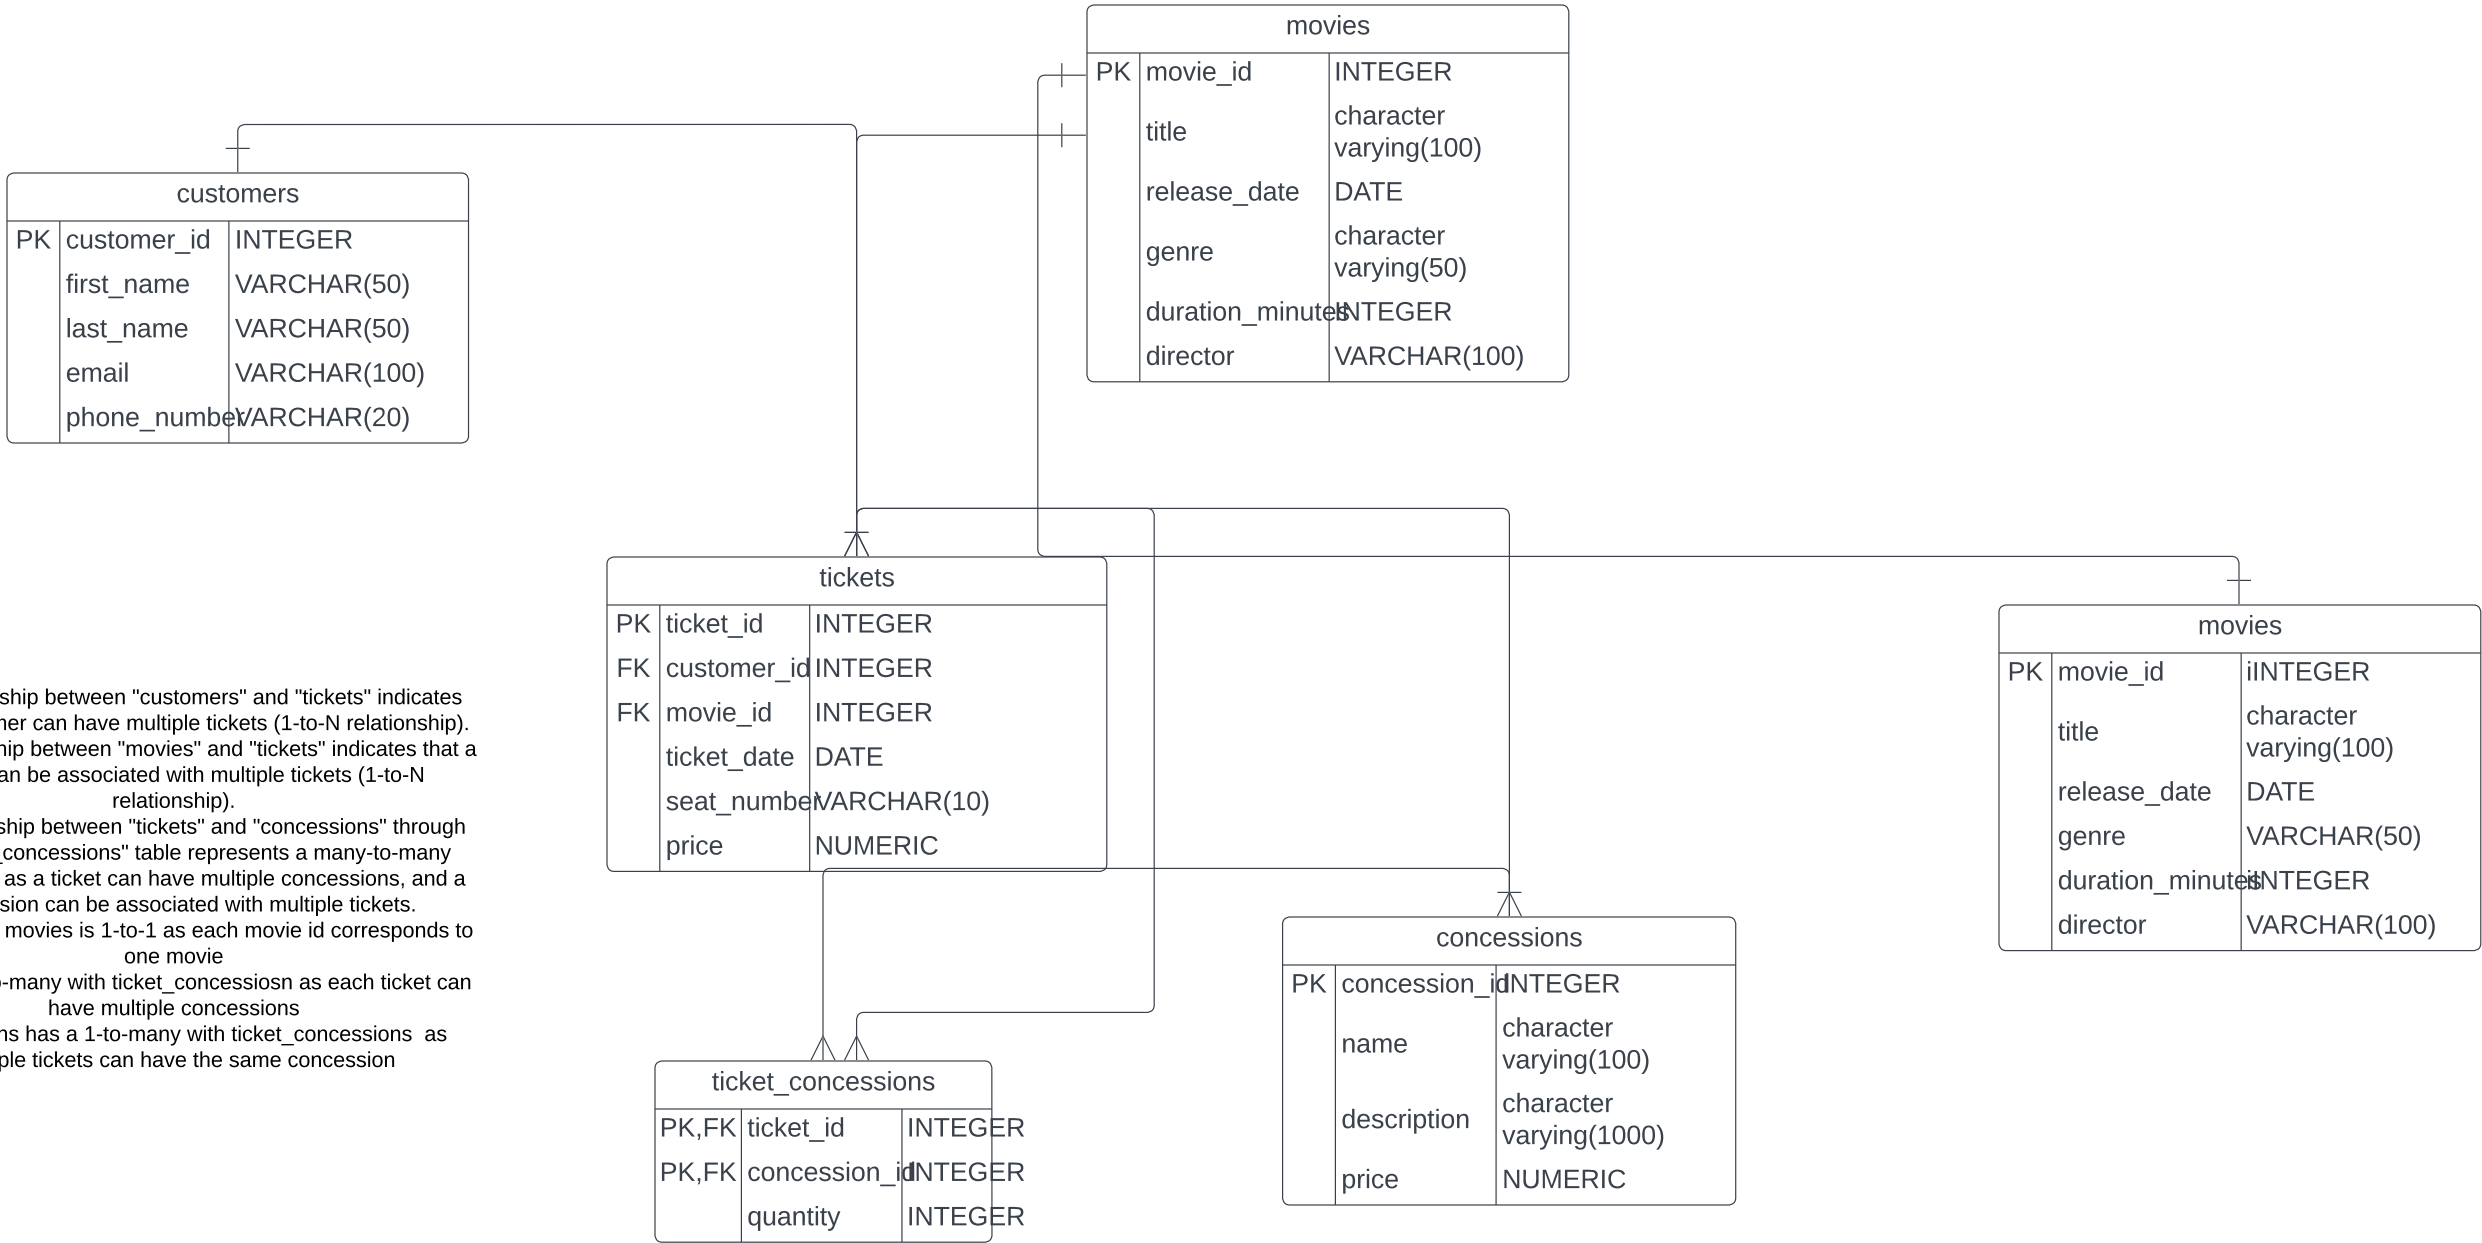 movies
PK movie_id INTEGER
title character
varying(100)
release_date DATE
genre character
varying(50)
duration_minutes INTEGER
director VARCHAR(100)
customers
PK customer_id INTEGER
first_name VARCHAR(50)
last_name VARCHAR(50)
email VARCHAR(100)
phone_number VARCHAR(20)
tickets
PK ticket_id INTEGER
FK customer_id INTEGER
FK movie_id INTEGER
ticket_date DATE
seat_number VARCHAR(10)
price NUMERIC
movies
PK movie_id iINTEGER
title character
varying(100)
release_date DATE
genre VARCHAR(50)
duration_minutes iINTEGER
director VARCHAR(100)
ship between "customers" and "tickets" indicates
mer can have multiple tickets (1-to-N relationship).
hip between "movies" and "tickets" indicates that a
an be associated with multiple tickets (1-to-N
relationship).
ship between "tickets" and "concessions" through
_concessions" table represents a many-to-many
as a ticket can have multiple concessions, and a
sion can be associated with multiple tickets.
movies is 1-to-1 as each movie id corresponds to
one movie
o-many with ticket_concessiosn as each ticket can
have multiple concessions
ns has a 1-to-many with ticket_concessions as
ple tickets can have the same concession
concessions
PK concession_id INTEGER
name character
varying(100)
description character
varying(1000)
price NUMERIC
ticket_concessions
PK,FK ticket_id INTEGER
PK,FK concession_id INTEGER
quantity INTEGER